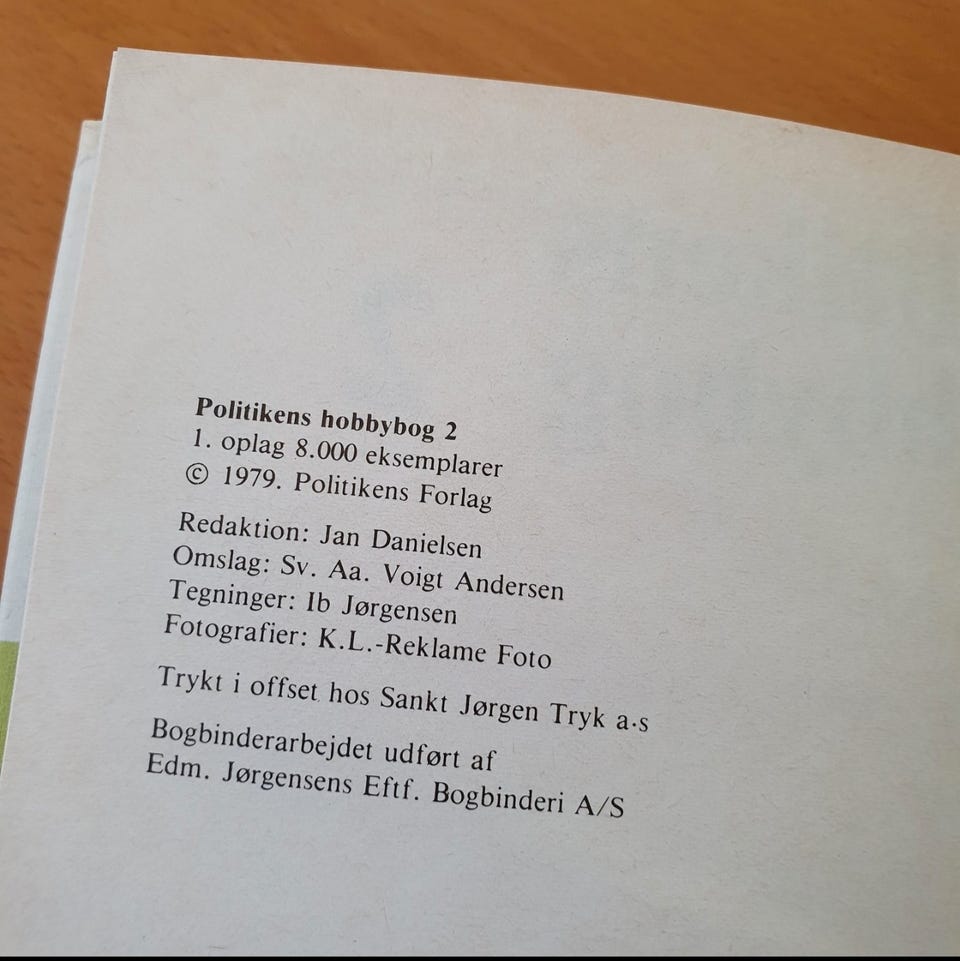 Politikens hobbybog 2
1. oplag 8.000 eksemplarer
© 1979. Politikens Forlag
Redaktion: Jan Danielsen
Omslag: Sv. Aa. Voigt Andersen
Tegninger: Ib Jørgensen
Fotografier: K.L.-Reklame Foto
Trykt i offset hos Sankt Jørgen Tryk a·s
Bogbinderarbejdet udført af
Edm. Jørgensens Eftf. Bogbinderi A/S